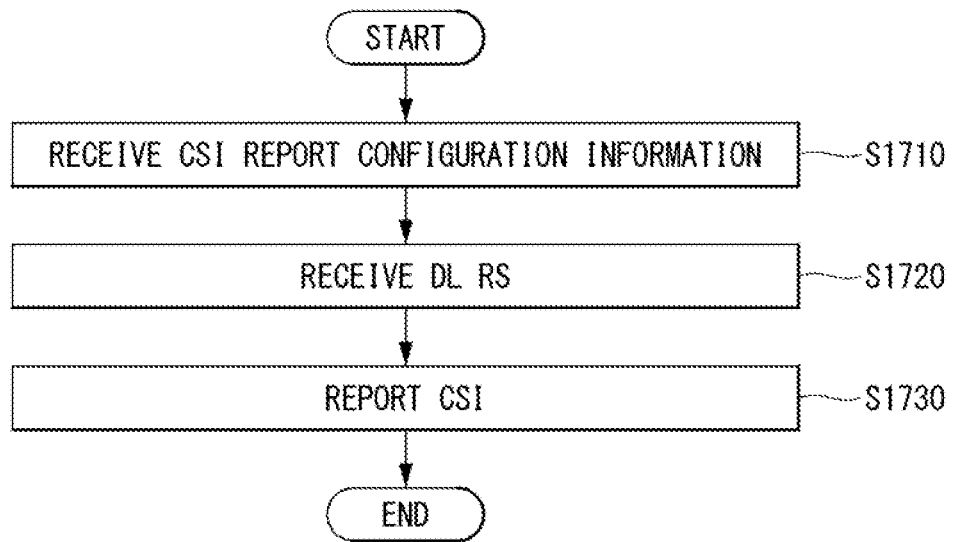 START
RECEIVE CSI REPORT CONFIGURATION INFORMATION S1710
RECEIVE DL RS S1720
REPORT CSI S1730
END